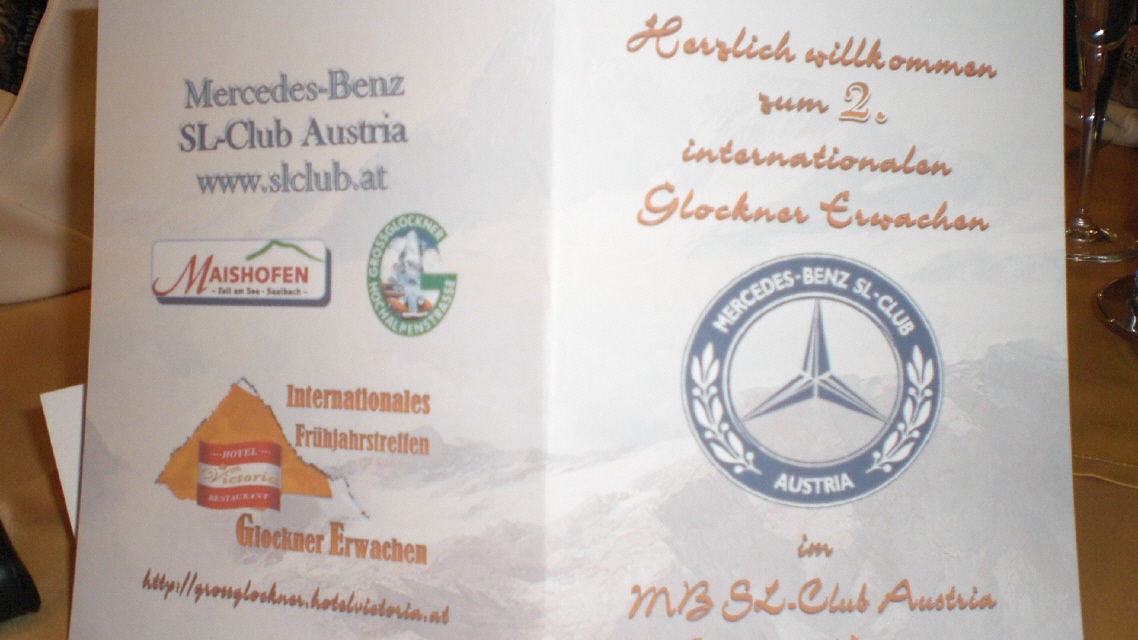 Mercedes-Benz
SL-Club Austria
www.slclub.at
MAISHOFEN
- Zell am See - Saalbach -
GROSSGLOCKNER
HOCHALPENSTRASSE
Internationales
Frühjahrstreffen
HOTEL
Victoria
RESTAURANT
Glockner Erwachen
http://grossglockner.hotelvictoria.at
Herzlich willkommen
zum 2.
internationalen
Glockner Erwachen
MERCEDES-BENZ SL-CLUB
AUSTRIA
im
MB SL-Club Austria